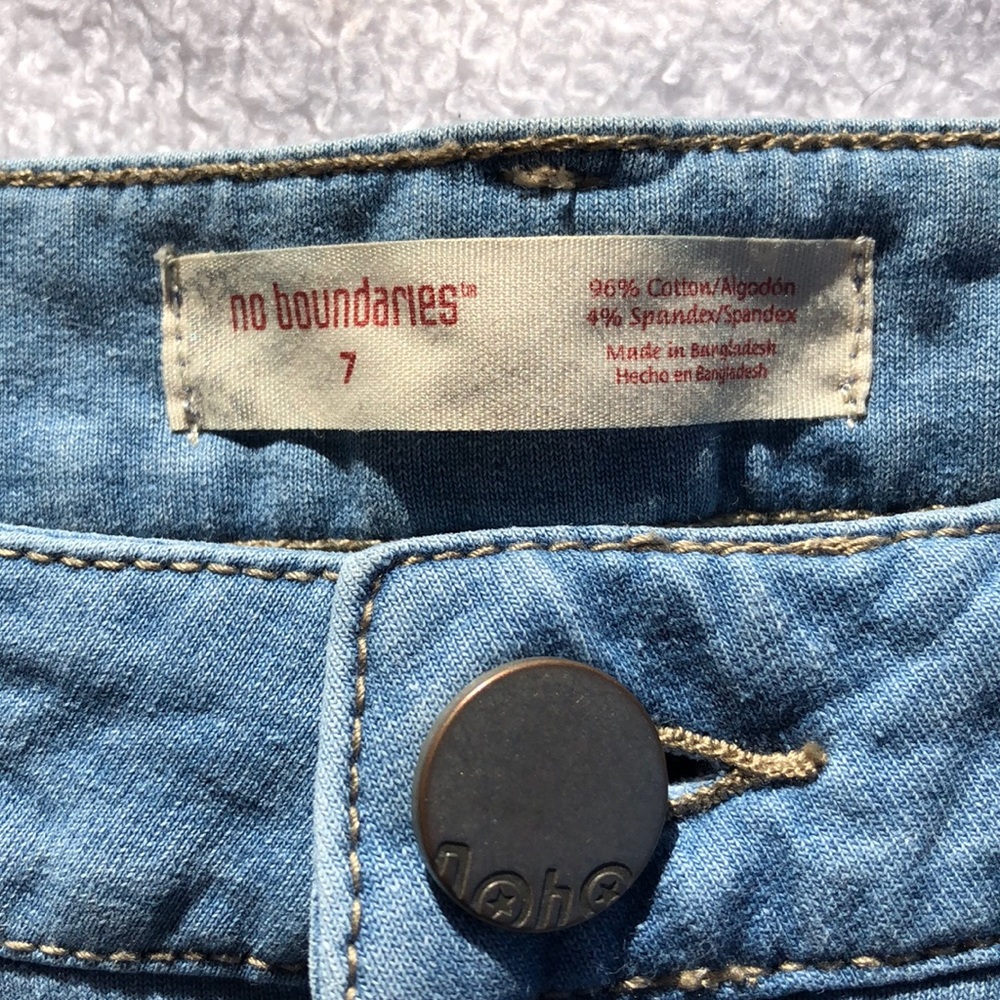 no boundaries™
7
96% Cotton/Algodón
4% Spandex/Spandex
Made in Bangladesh
Hecho en Bangladesh